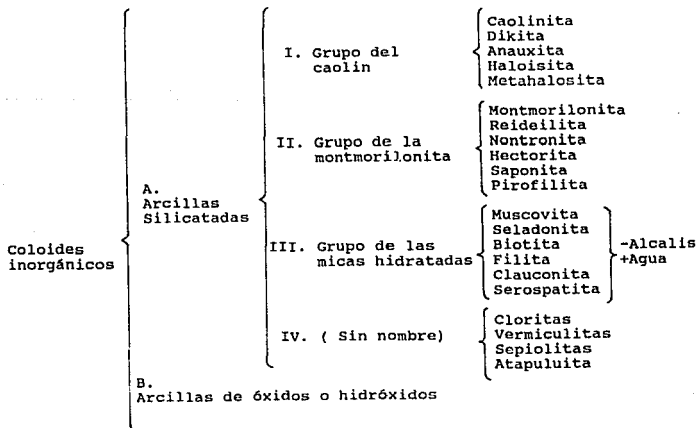 Coloides
inorgánicos
A.
Arcillas
Silicatadas
I. Grupo del
caolin
Caolinita
Dikita
Anauxita
Haloisita
Metahalosita
II. Grupo de la
montmorilonita
Montmorilonita
Reideilita
Nontronita
Hectorita
Saponita
Pirofilita
III. Grupo de las
micas hidratadas
Muscovita
Seladonita
Biotita
Filita
Clauconita
Serospatita
-Alcalis
+Agua
IV. ( Sin nombre)
Cloritas
Vermiculitas
Sepiolitas
Atapuluita
B.
Arcillas de óxidos o hidróxidos